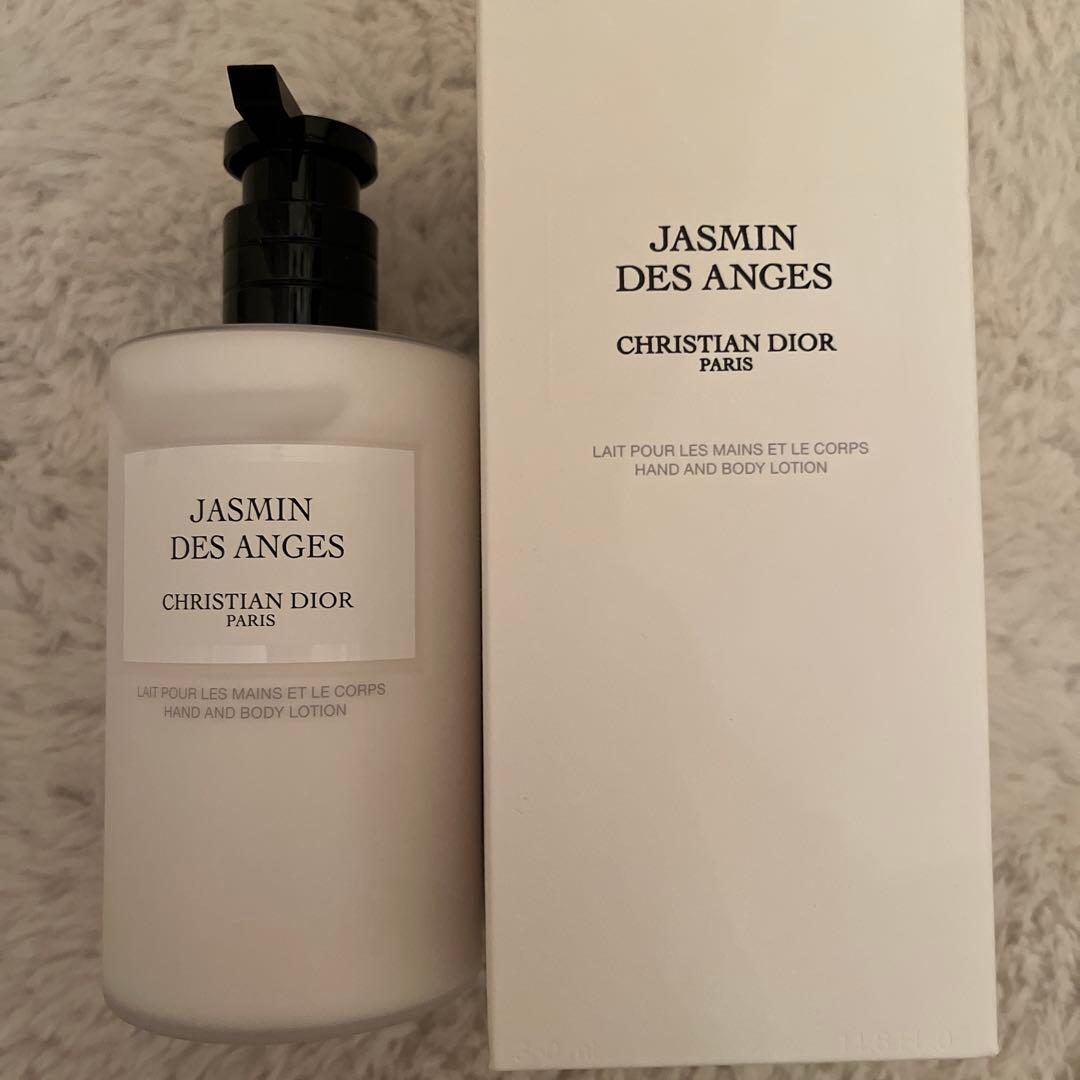 JASMIN
DES ANGES
CHRISTIAN DIOR
PARIS
LAIT POUR LES MAINS ET LE CORPS
HAND AND BODY LOTION
JASMIN
DES ANGES
CHRISTIAN DIOR
PARIS
LAIT POUR LES MAINS ET LE CORPS
HAND AND BODY LOTION